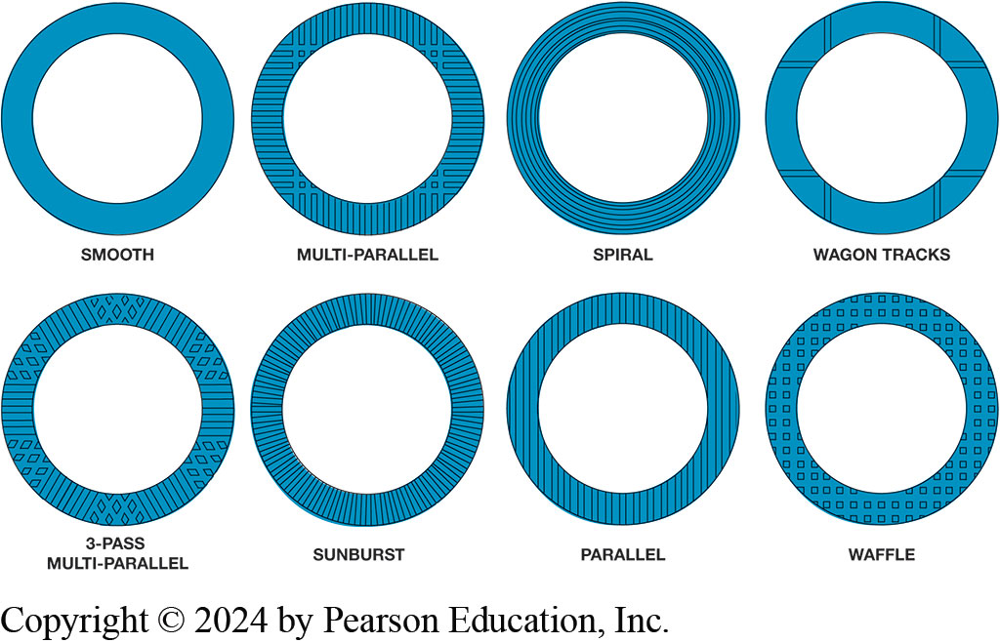 SMOOTH
MULTI-PARALLEL
SPIRAL
WAGON TRACKS
3-PASS
MULTI-PARALLEL
SUNBURST
PARALLEL
WAFFLE
Copyright © 2024 by Pearson Education, Inc.